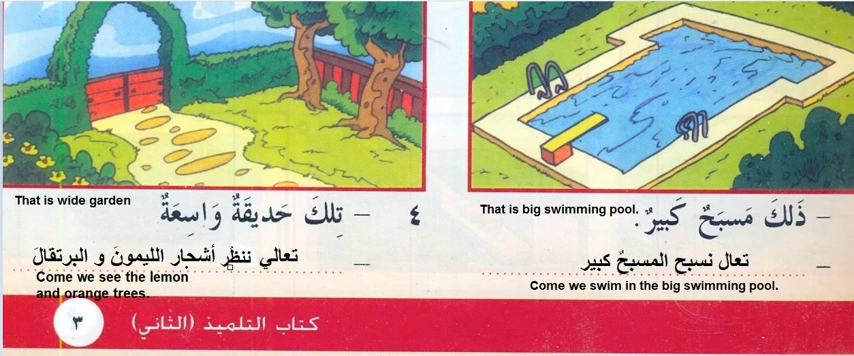 That is big swimming pool.
– ذَلكَ مَسبَحٌ كَبيرٌ .
– تعال نسبح المسبحٌ كبير
Come we swim in the big swimming pool.
That is wide garden
٤ – تِلكَ حَديقَةٌ وَاسِعَةٌ
– تعالي ننظُر أشجار الليمونَ و البرتقالَ
Come we see the lemon
and orange trees.
كتاب التلميذ (الثاني)
٣